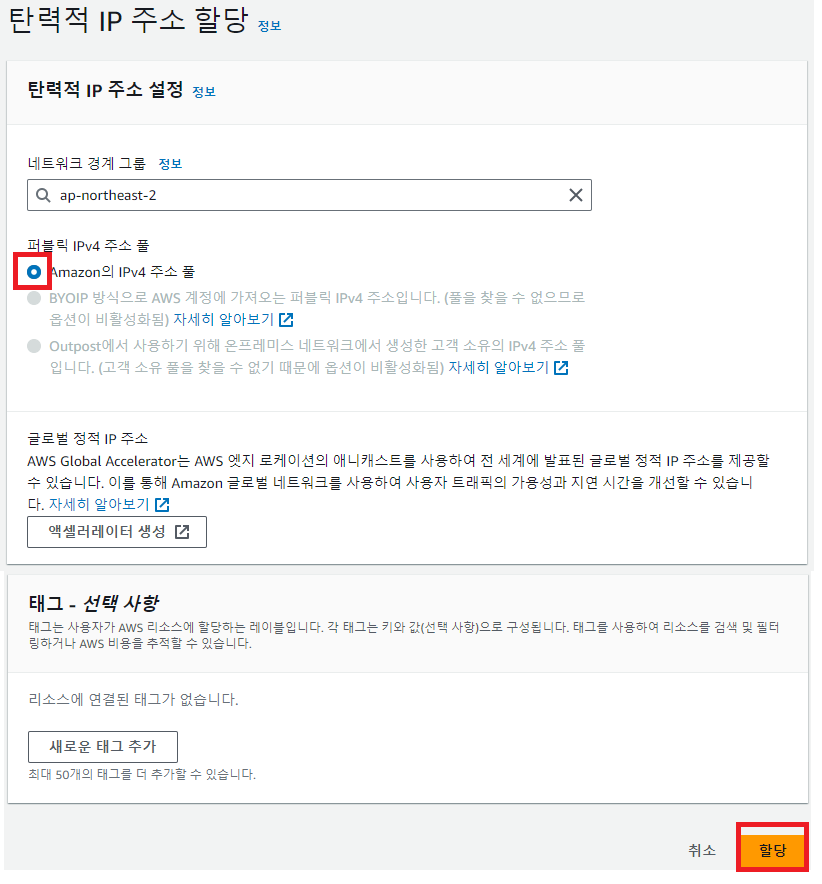 탄력적 IP 주소 할당 정보
탄력적 IP 주소 설정 정보
네트워크 경계 그룹 정보
ap-northeast-2
퍼블릭 IPv4 주소 풀
Amazon의 IPv4 주소 풀
BYOIP 방식으로 AWS 계정에 가져오는 퍼블릭 IPv4 주소입니다. (풀을 찾을 수 없으므로
옵션이 비활성화됨) 자세히 알아보기
Outpost에서 사용하기 위해 온프레미스 네트워크에서 생성한 고객 소유의 IPv4 주소 풀
입니다. (고객 소유 풀을 찾을 수 없기 때문에 옵션이 비활성화됨) 자세히 알아보기
글로벌 정적 IP 주소
AWS Global Accelerator는 AWS 엣지 로케이션의 애니캐스트를 사용하여 전 세계에 발표된 글로벌 정적 IP 주소를 제공할
수 있습니다. 이를 통해 Amazon 글로벌 네트워크를 사용하여 사용자 트래픽의 가용성과 지연 시간을 개선할 수 있습니
다. 자세히 알아보기
액셀러레이터 생성
태그 - 선택 사항
태그는 사용자가 AWS 리소스에 할당하는 레이블입니다. 각 태그는 키와 값(선택 사항)으로 구성됩니다. 태그를 사용하여 리소스를 검색 및 필터
링하거나 AWS 비용을 추적할 수 있습니다.
리소스에 연결된 태그가 없습니다.
새로운 태그 추가
최대 50개의 태그를 더 추가할 수 있습니다.
취소 할당